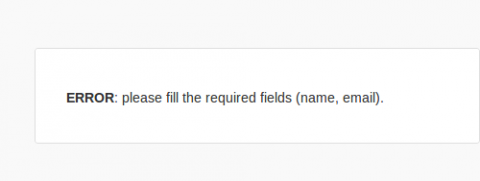 ERROR: please fill the required fields (name, email).